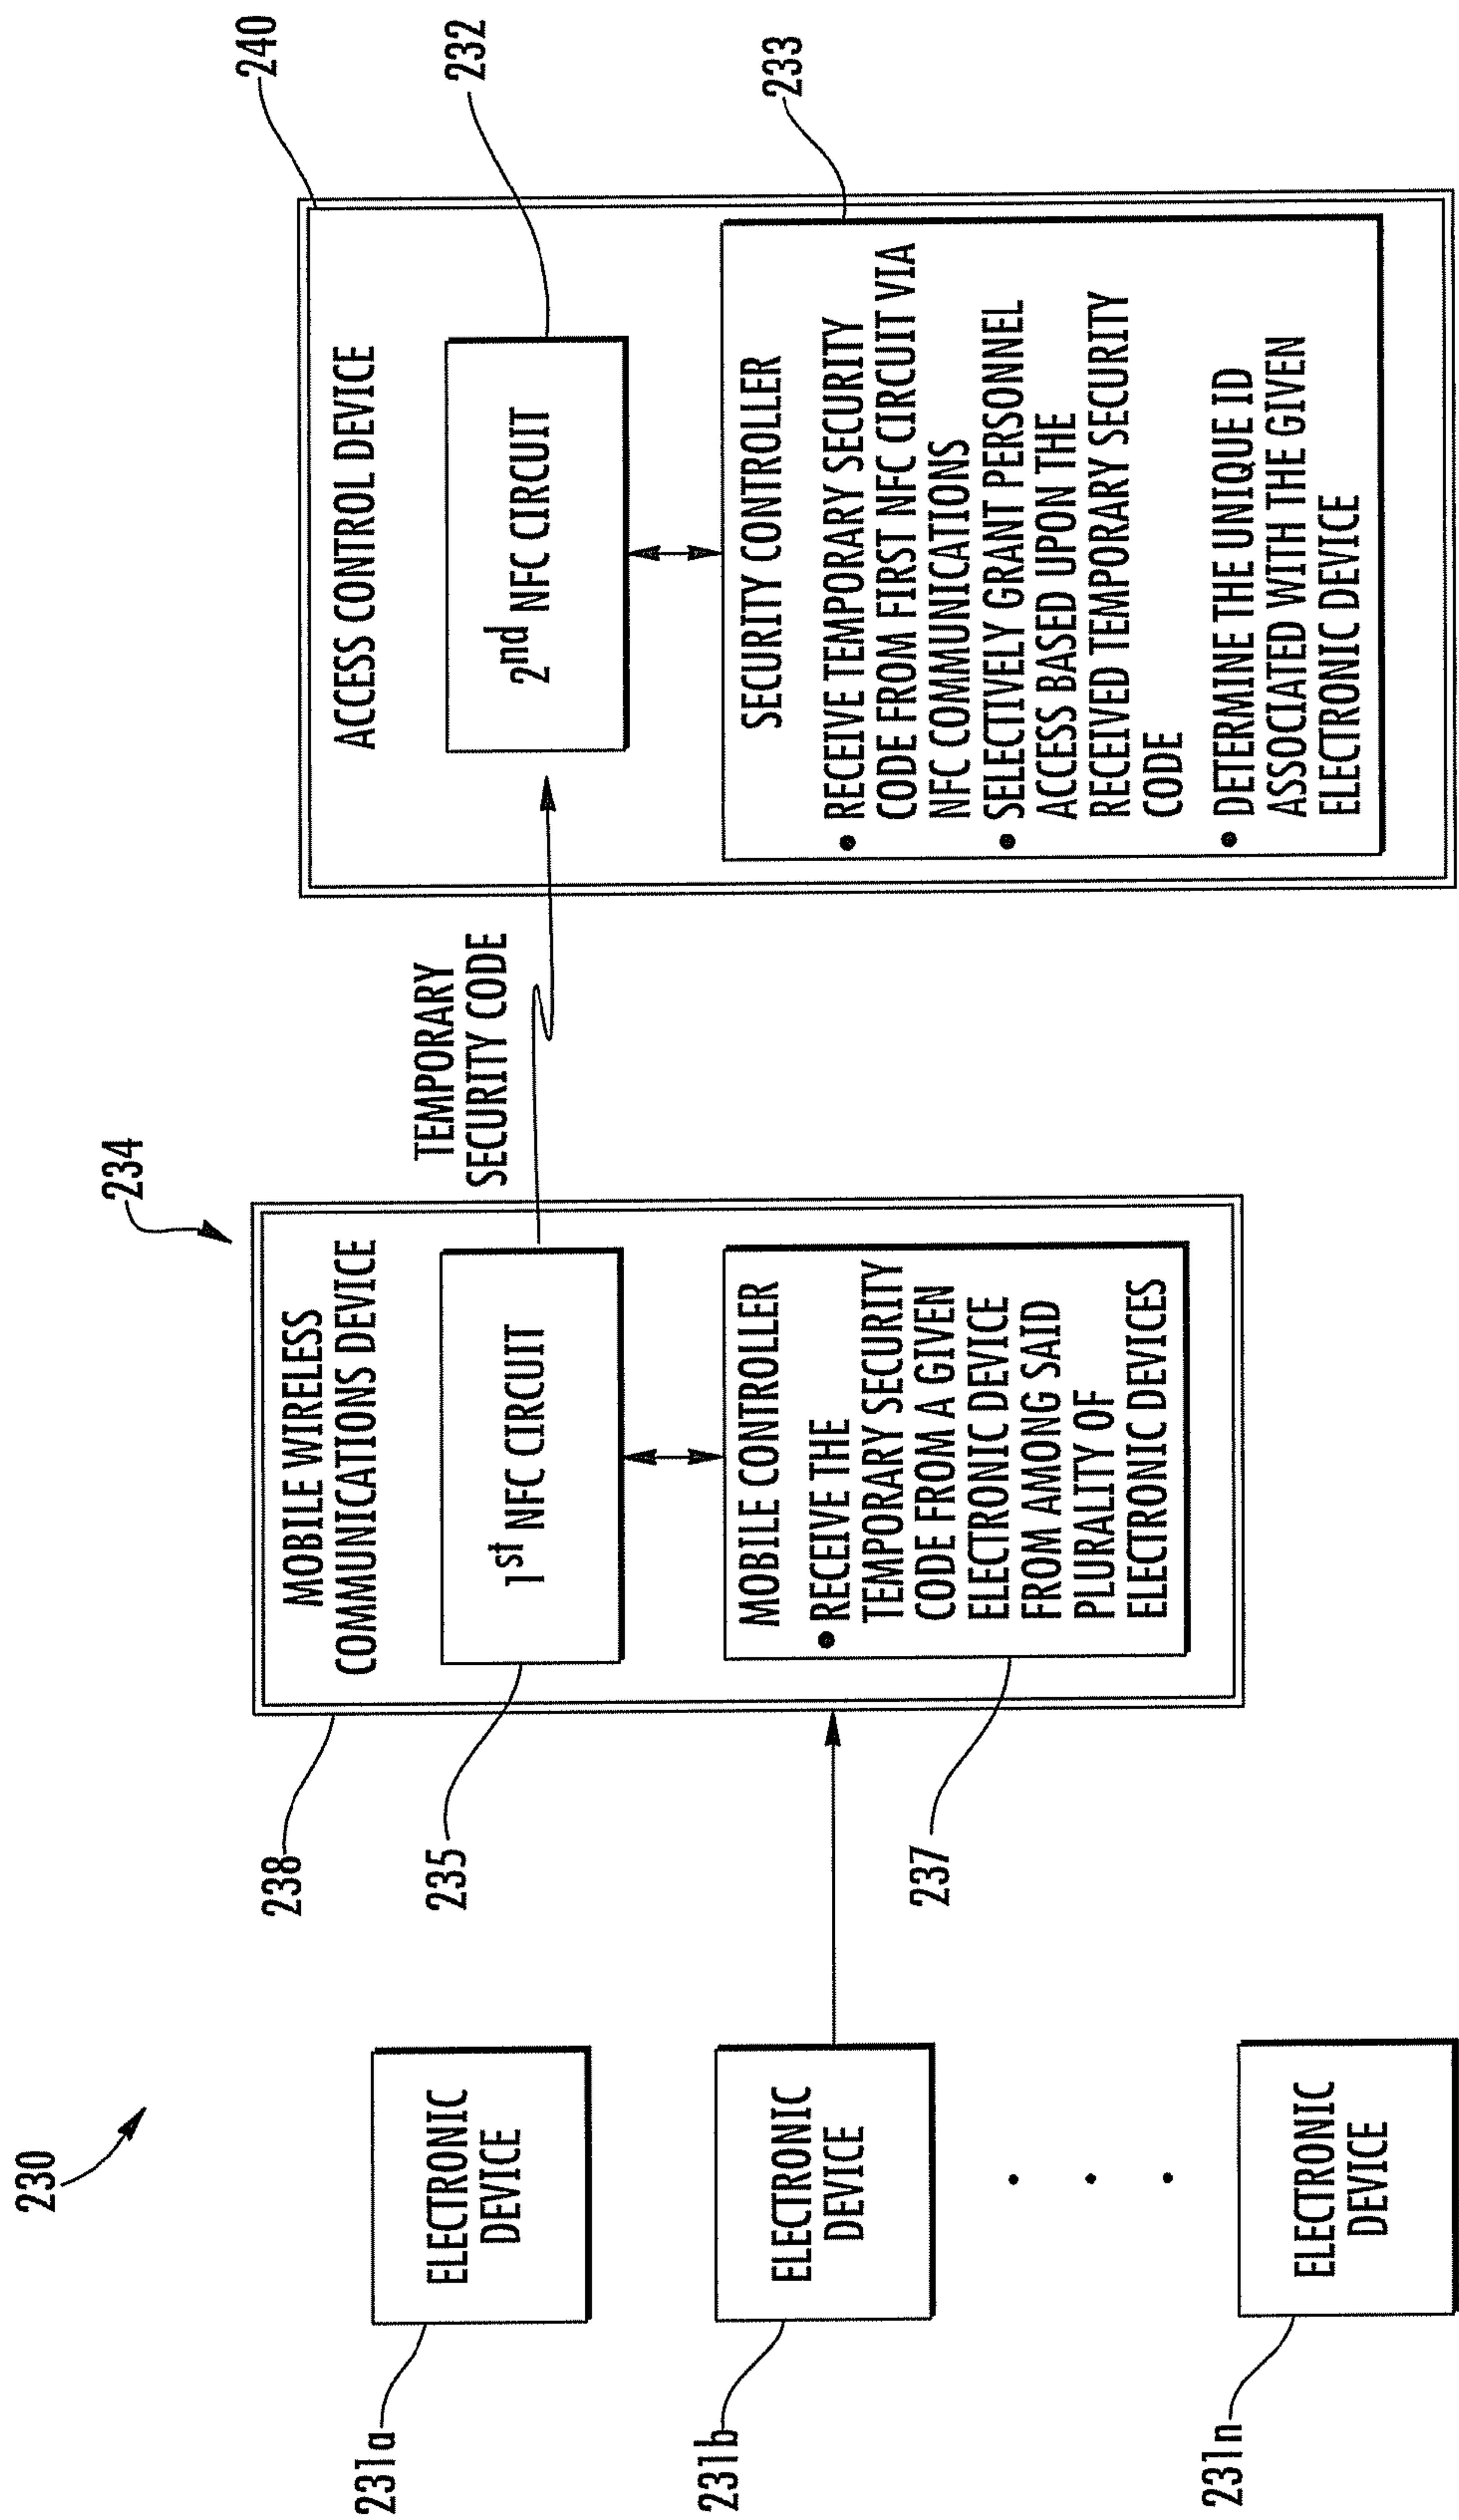 230
231a
ELECTRONIC
DEVICE
231b
ELECTRONIC
DEVICE
231n
ELECTRONIC
DEVICE
234
238
MOBILE WIRELESS
COMMUNICATIONS DEVICE
235
1st NFC CIRCUIT
237
MOBILE CONTROLLER
• RECEIVE THE
TEMPORARY SECURITY
CODE FROM A GIVEN
ELECTRONIC DEVICE
FROM AMONG SAID
PLURALITY OF
ELECTRONIC DEVICES
TEMPORARY
SECURITY CODE
240
ACCESS CONTROL DEVICE
232
2nd NFC CIRCUIT
233
SECURITY CONTROLLER
• RECEIVE TEMPORARY SECURITY
CODE FROM FIRST NFC CIRCUIT VIA
NFC COMMUNICATIONS
• SELECTIVELY GRANT PERSONNEL
ACCESS BASED UPON THE
RECEIVED TEMPORARY SECURITY
CODE
• DETERMINE THE UNIQUE ID
ASSOCIATED WITH THE GIVEN
ELECTRONIC DEVICE